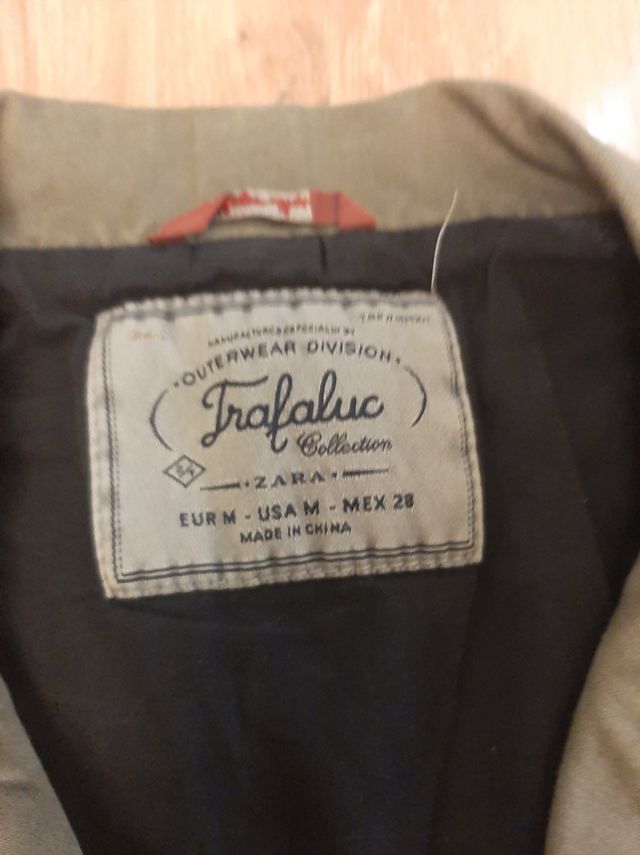 OUTERWEAR DIVISION
Trafaluc
Collection
ZARA
EUR M - USA M - MEX 28
MADE IN CHINA